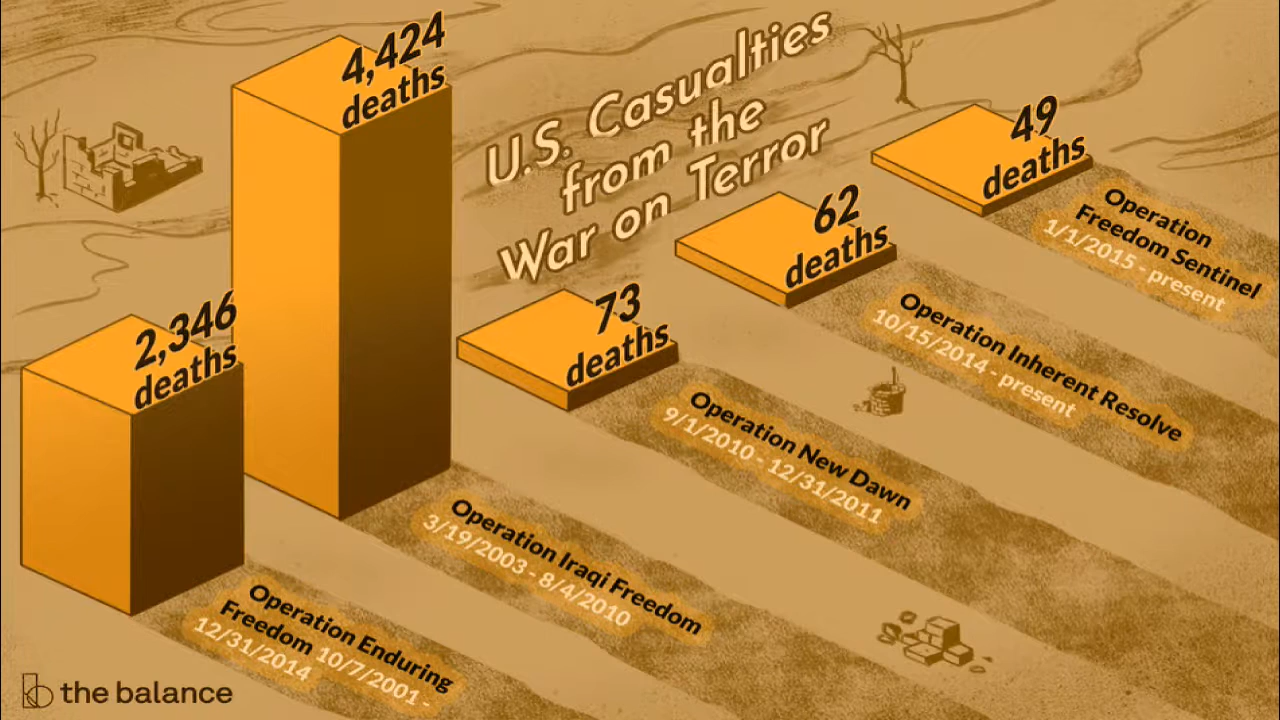 U.S. Casualties
from the
War on Terror
2,346
deaths
Operation Enduring
Freedom 10/7/2001 -
12/31/2014
4,424
deaths
Operation Iraqi Freedom
3/19/2003 - 8/4/2010
73
deaths
Operation New Dawn
9/1/2010 - 12/31/2011
62
deaths
Operation Inherent Resolve
10/15/2014 - present
49
deaths
Operation
Freedom Sentinel
1/1/2015 - present
the balance